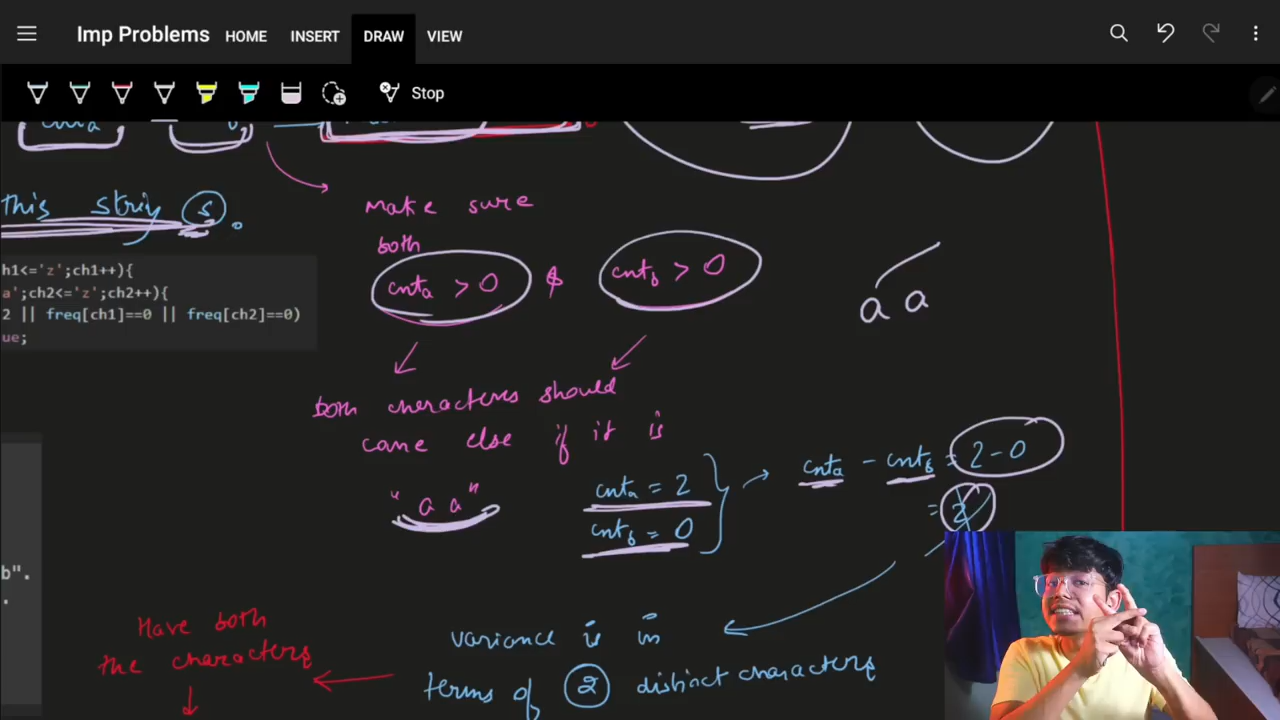 Imp Problems HOME INSERT DRAW VIEW
Stop
this striy s.
Make sure
both
cnta > 0 & cntb > 0
h1<='z';ch1++){
a';ch2<='z';ch2++){
2 || freq[ch1]==0 || freq[ch2]==0)
ue;
a a
both cheracteres should
come else if it is
"a a"
cnta = 2
cntb = 0
cnta - cntb = 2-0
= 2
b".
Have both
the characters
variance is in
terms of 2 distinct characters